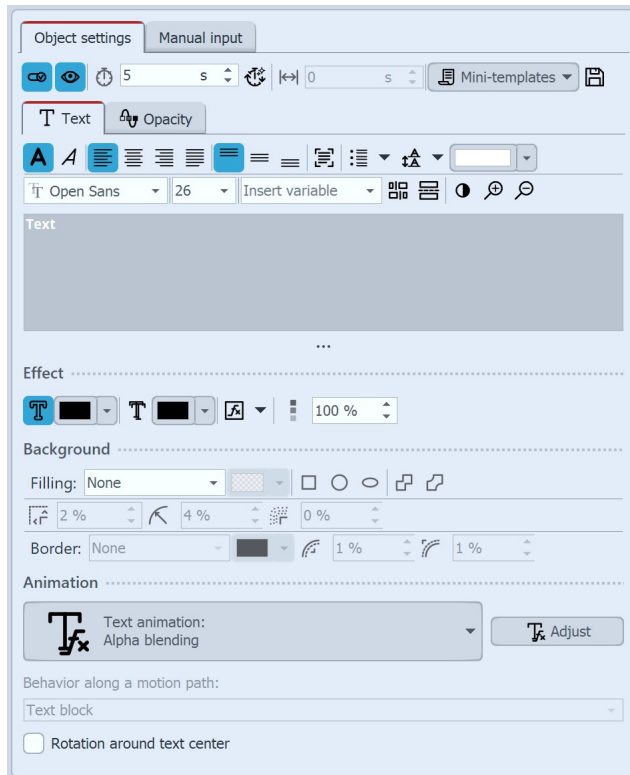 Object settings Manual input
5 s 0 s Mini-templates
Text Opacity
Open Sans 26 Insert variable
Text
...
Effect
100 %
Background
Filling: None
2 % 4 % 0 %
Border: None 1 % 1 %
Animation
Text animation:
Alpha blending
Adjust
Behavior along a motion path:
Text block
Rotation around text center